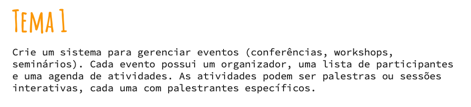 Tema 1
Crie um sistema para gerenciar eventos (conferências, workshops,
seminários). Cada evento possui um organizador, uma lista de participantes
e uma agenda de atividades. As atividades podem ser palestras ou sessões
interativas, cada uma com palestrantes específicos.